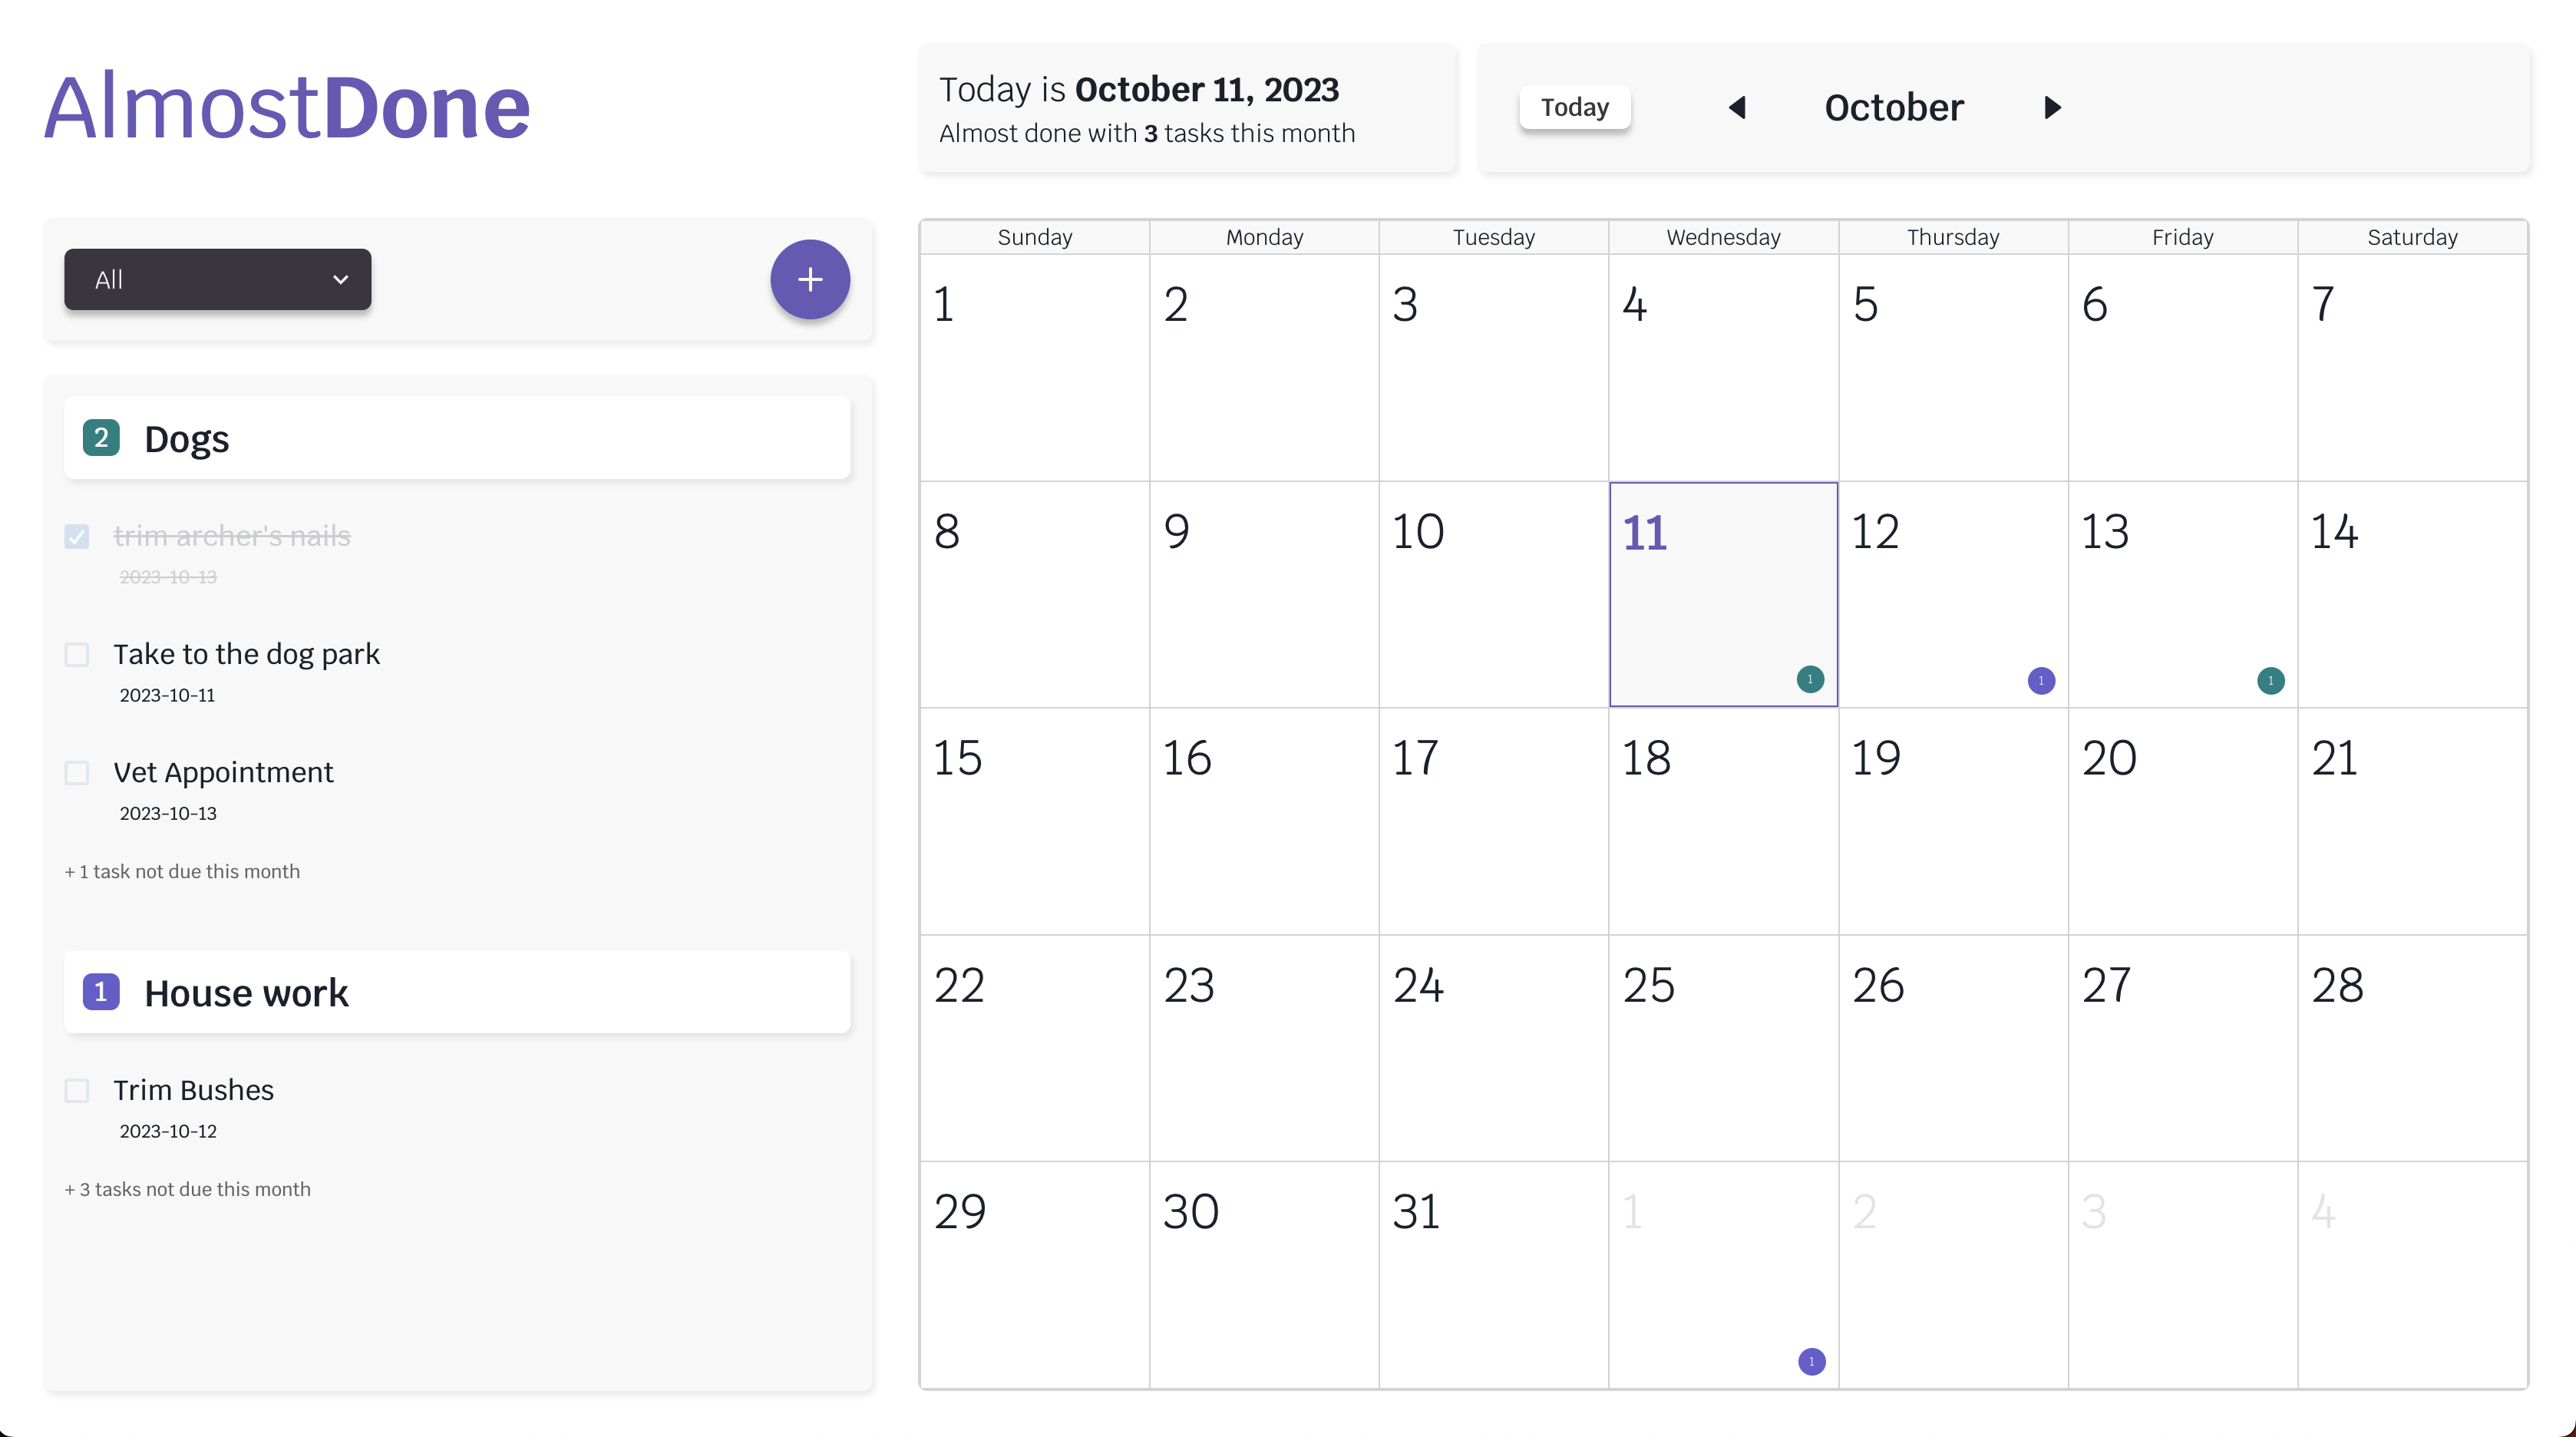 AlmostDone
Today is October 11, 2023
Almost done with 3 tasks this month
Today
October
All
+
2 Dogs
trim archer's nails
2023-10-13
Take to the dog park
2023-10-11
Vet Appointment
2023-10-13
+ 1 task not due this month
1 House work
Trim Bushes
2023-10-12
+ 3 tasks not due this month
Sunday Monday Tuesday Wednesday Thursday Friday Saturday
1 2 3 4 5 6 7
8 9 10 11 12 13 14
1 1 1
15 16 17 18 19 20 21
22 23 24 25 26 27 28
29 30 31 1 2 3 4
1